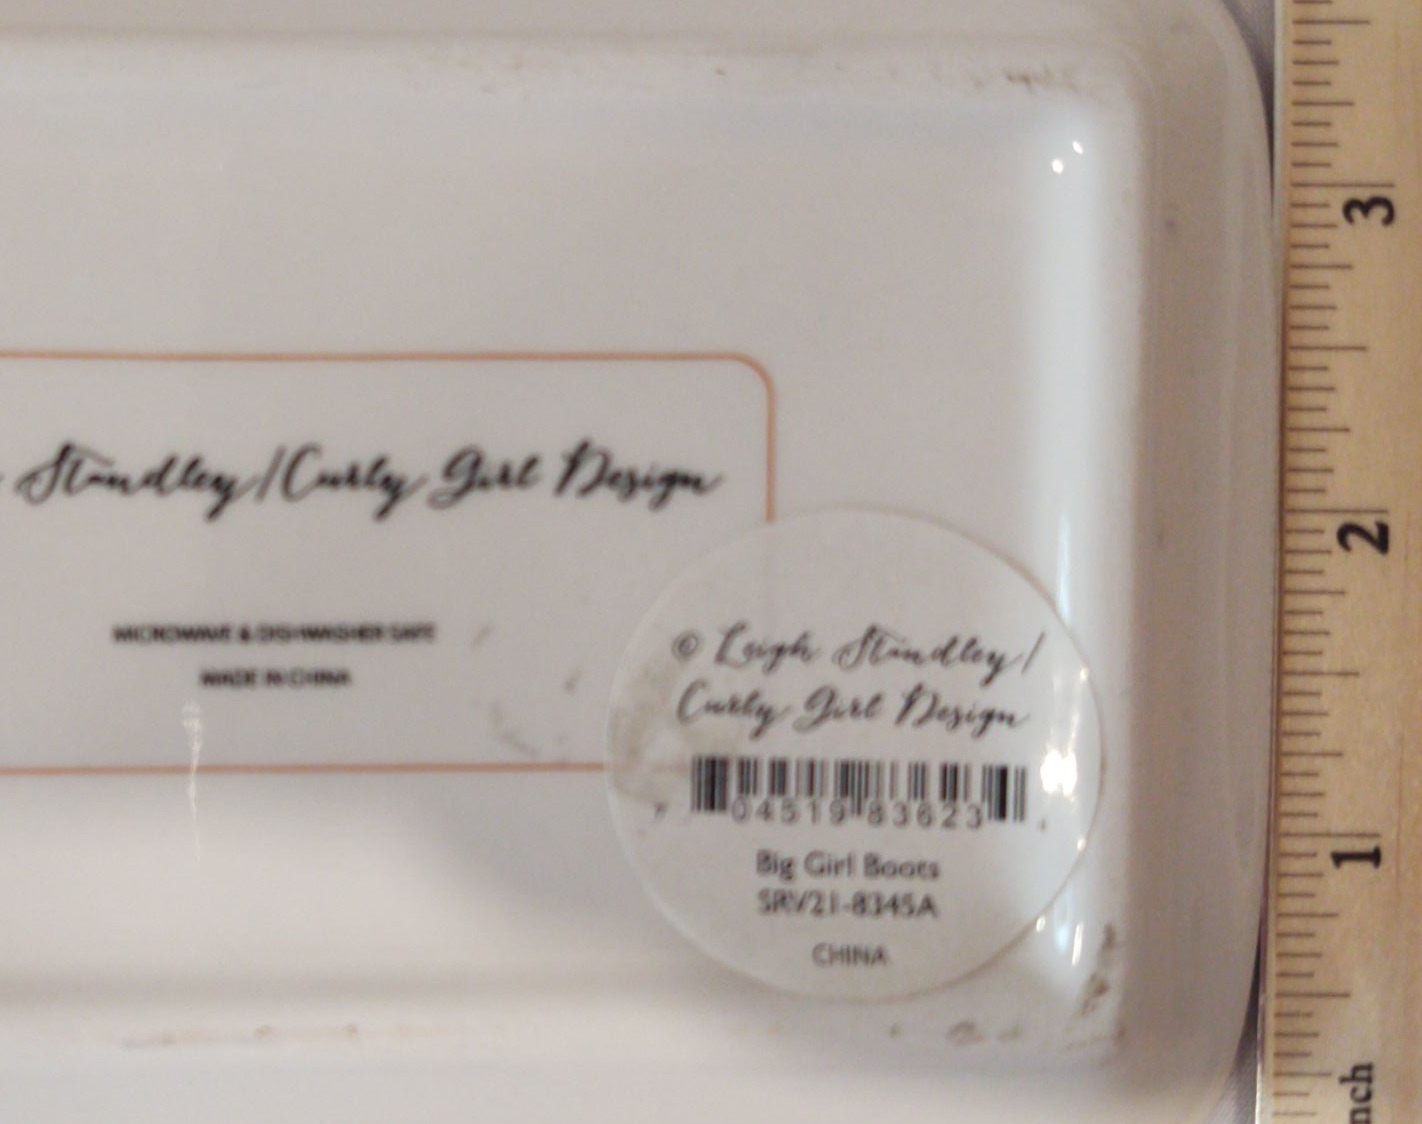 Standley/Curly Girl Design
MICROWAVE & DISHWASHER SAFE
MADE IN CHINA
© Leigh Standley/
Curly Girl Design
04519 83623
Big Girl Boots
SRV21-8345A
CHINA
3
2
1
nch